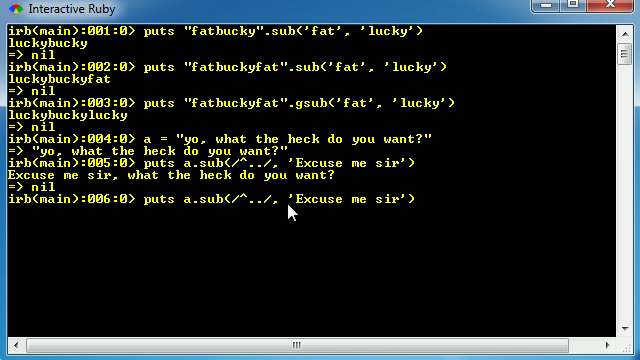 Interactive Ruby
irb(main):001:0> puts "fatbucky".sub('fat', 'lucky')
luckybucky
=> nil
irb(main):002:0> puts "fatbuckyfat".sub('fat', 'lucky')
luckybuckyfat
=> nil
irb(main):003:0> puts "fatbuckyfat".gsub('fat', 'lucky')
luckybuckylucky
=> nil
irb(main):004:0> a = "yo, what the heck do you want?"
=> "yo, what the heck do you want?"
irb(main):005:0> puts a.sub(/^../, 'Excuse me sir')
Excuse me sir, what the heck do you want?
=> nil
irb(main):006:0> puts a.sub(/^../, 'Excuse me sir')